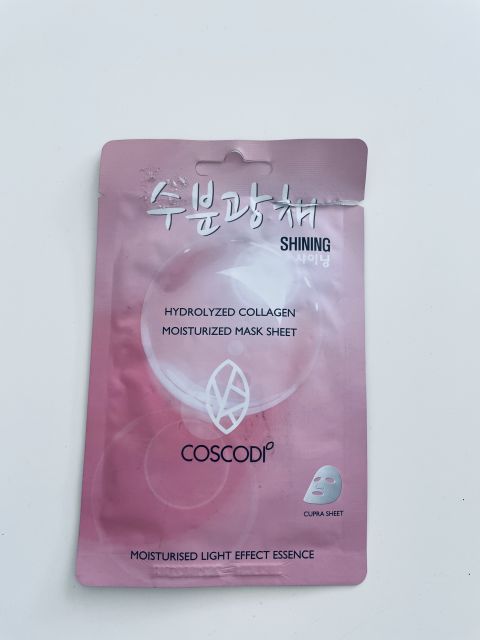 수분광채
SHINING
샤이닝
HYDROLYZED COLLAGEN
MOISTURIZED MASK SHEET
COSCODI
CUPRA SHEET
MOISTURISED LIGHT EFFECT ESSENCE